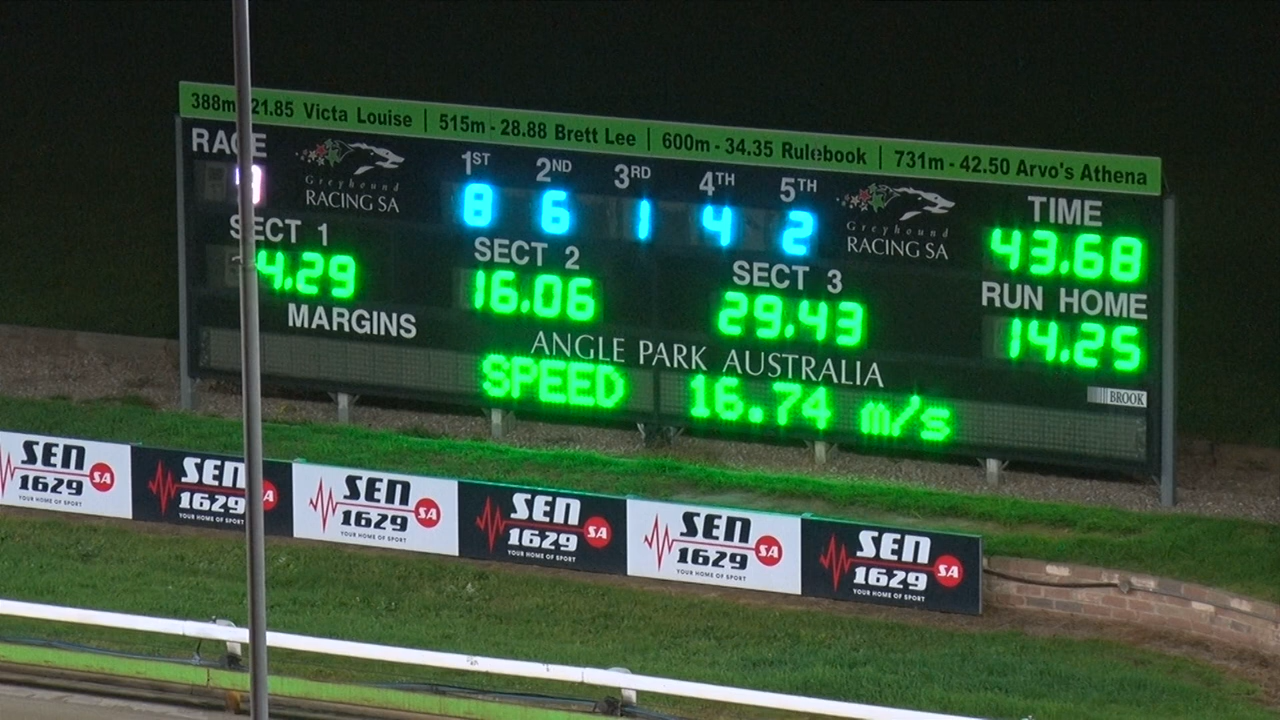 388m 21.85 Victa Louise | 515m - 28.88 Brett Lee | 600m - 34.35 Rulebook | 731m - 42.50 Arvo's Athena
RACE
Greyhound
RACING SA
1ST 2ND 3RD 4TH 5TH
8 6 1 4 2
Greyhound
RACING SA
TIME
43.68
SECT 1
4.29
SECT 2
16.06
SECT 3
29.43
RUN HOME
14.25
MARGINS
ANGLE PARK AUSTRALIA
SPEED 16.74 m/s
BROOK
SEN
1629
SA
YOUR HOME OF SPORT
SEN
1629
A
YOUR HOME OF SPORT
SEN
1629
SA
YOUR HOME OF SPORT
SEN
1629
SA
YOUR HOME OF SPORT
SEN
1629
SA
YOUR HOME OF SPORT
SEN
1629
SA
YOUR HOME OF SPORT